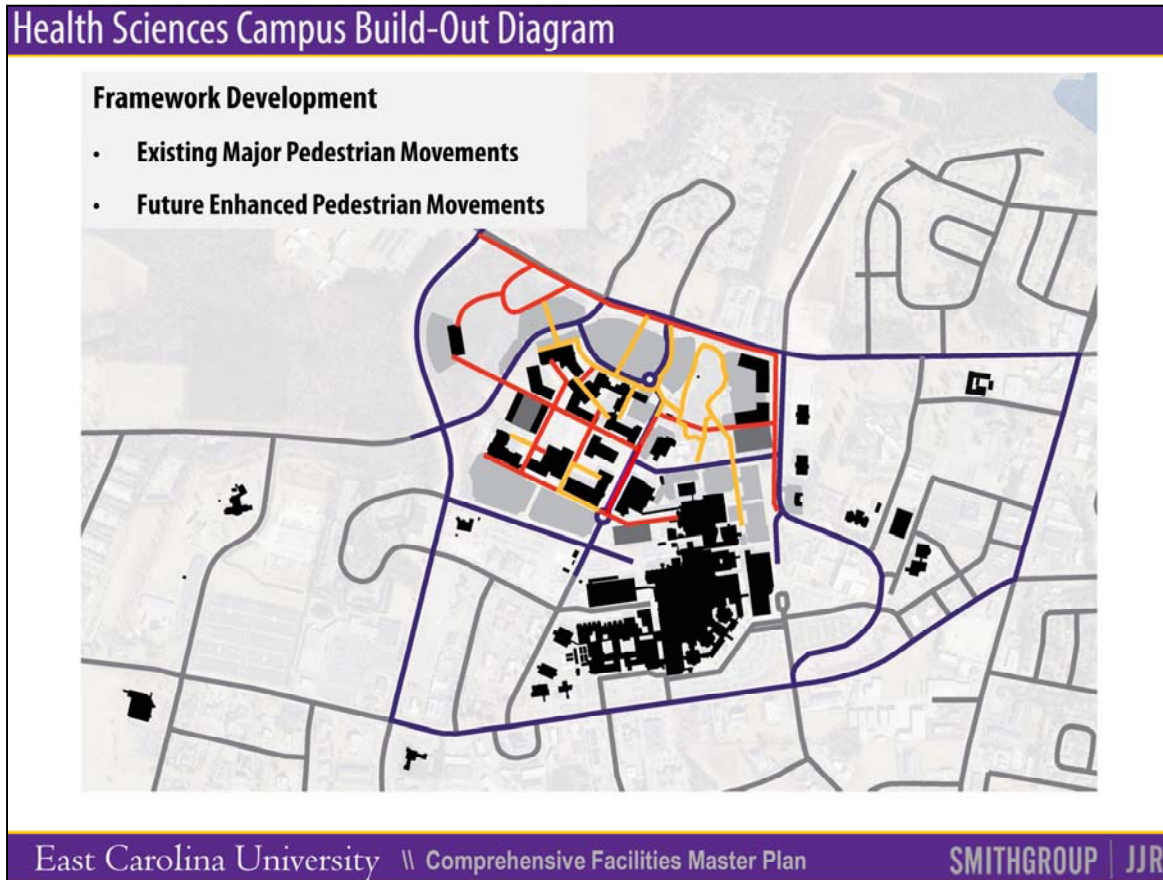 Health Sciences Campus Build-Out Diagram
Framework Development
• Existing Major Pedestrian Movements
• Future Enhanced Pedestrian Movements
East Carolina University \\ Comprehensive Facilities Master Plan SMITHGROUP | JJR